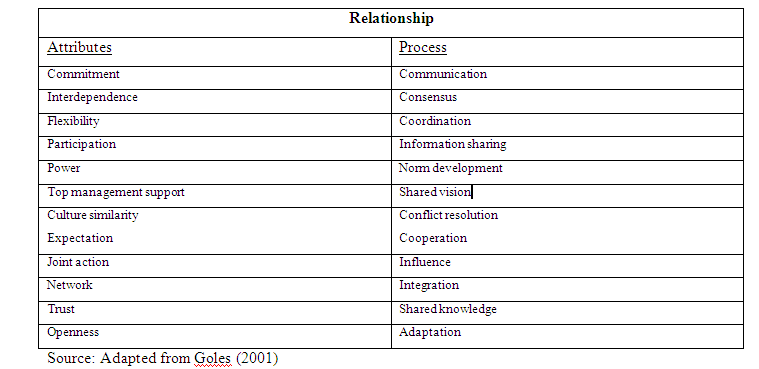 Relationship
Attributes Process
Commitment Communication
Interdependence Consensus
Flexibility Coordination
Participation Information sharing
Power Norm development
Top management support Shared vision
Culture similarity Conflict resolution
Expectation Cooperation
Joint action Influence
Network Integration
Trust Shared knowledge
Openness Adaptation
Source: Adapted from Goles (2001)